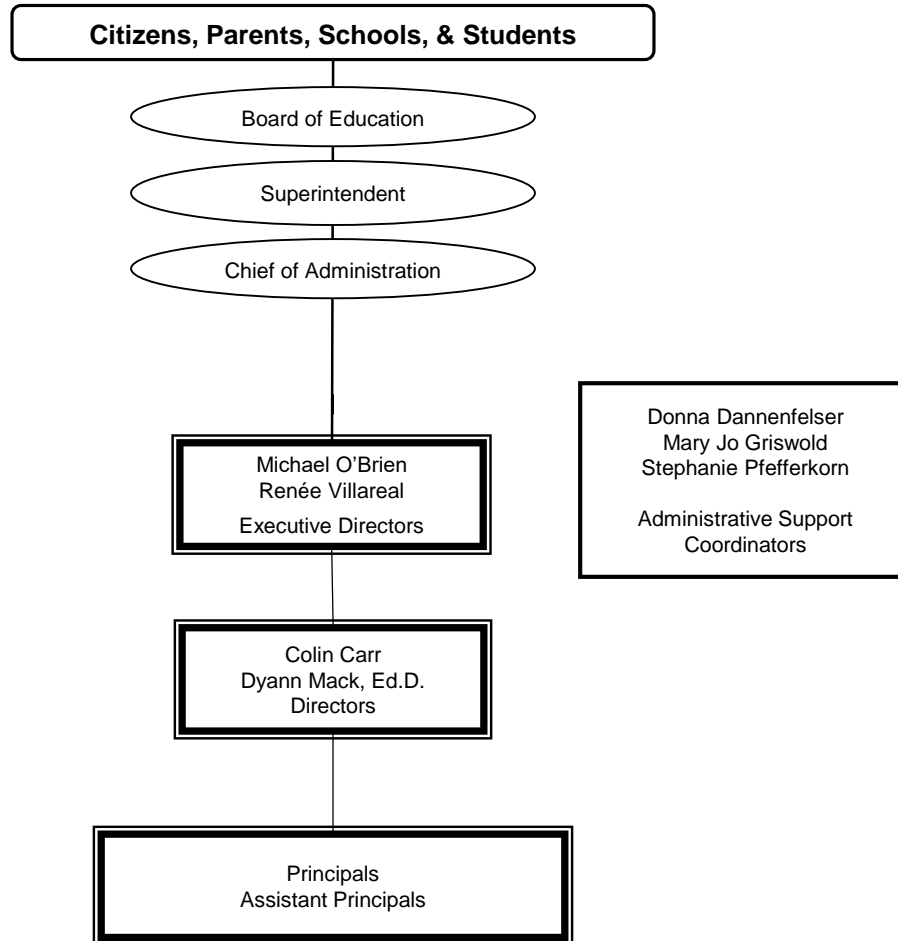 Citizens, Parents, Schools, & Students
Board of Education
Superintendent
Chief of Administration
Michael O’Brien
Renée Villareal
Executive Directors
Donna Dannenfelser
Mary Jo Griswold
Stephanie Pfefferkorn
Administrative Support
Coordinators
Colin Carr
Dyann Mack, Ed.D.
Directors
Principals
Assistant Principals